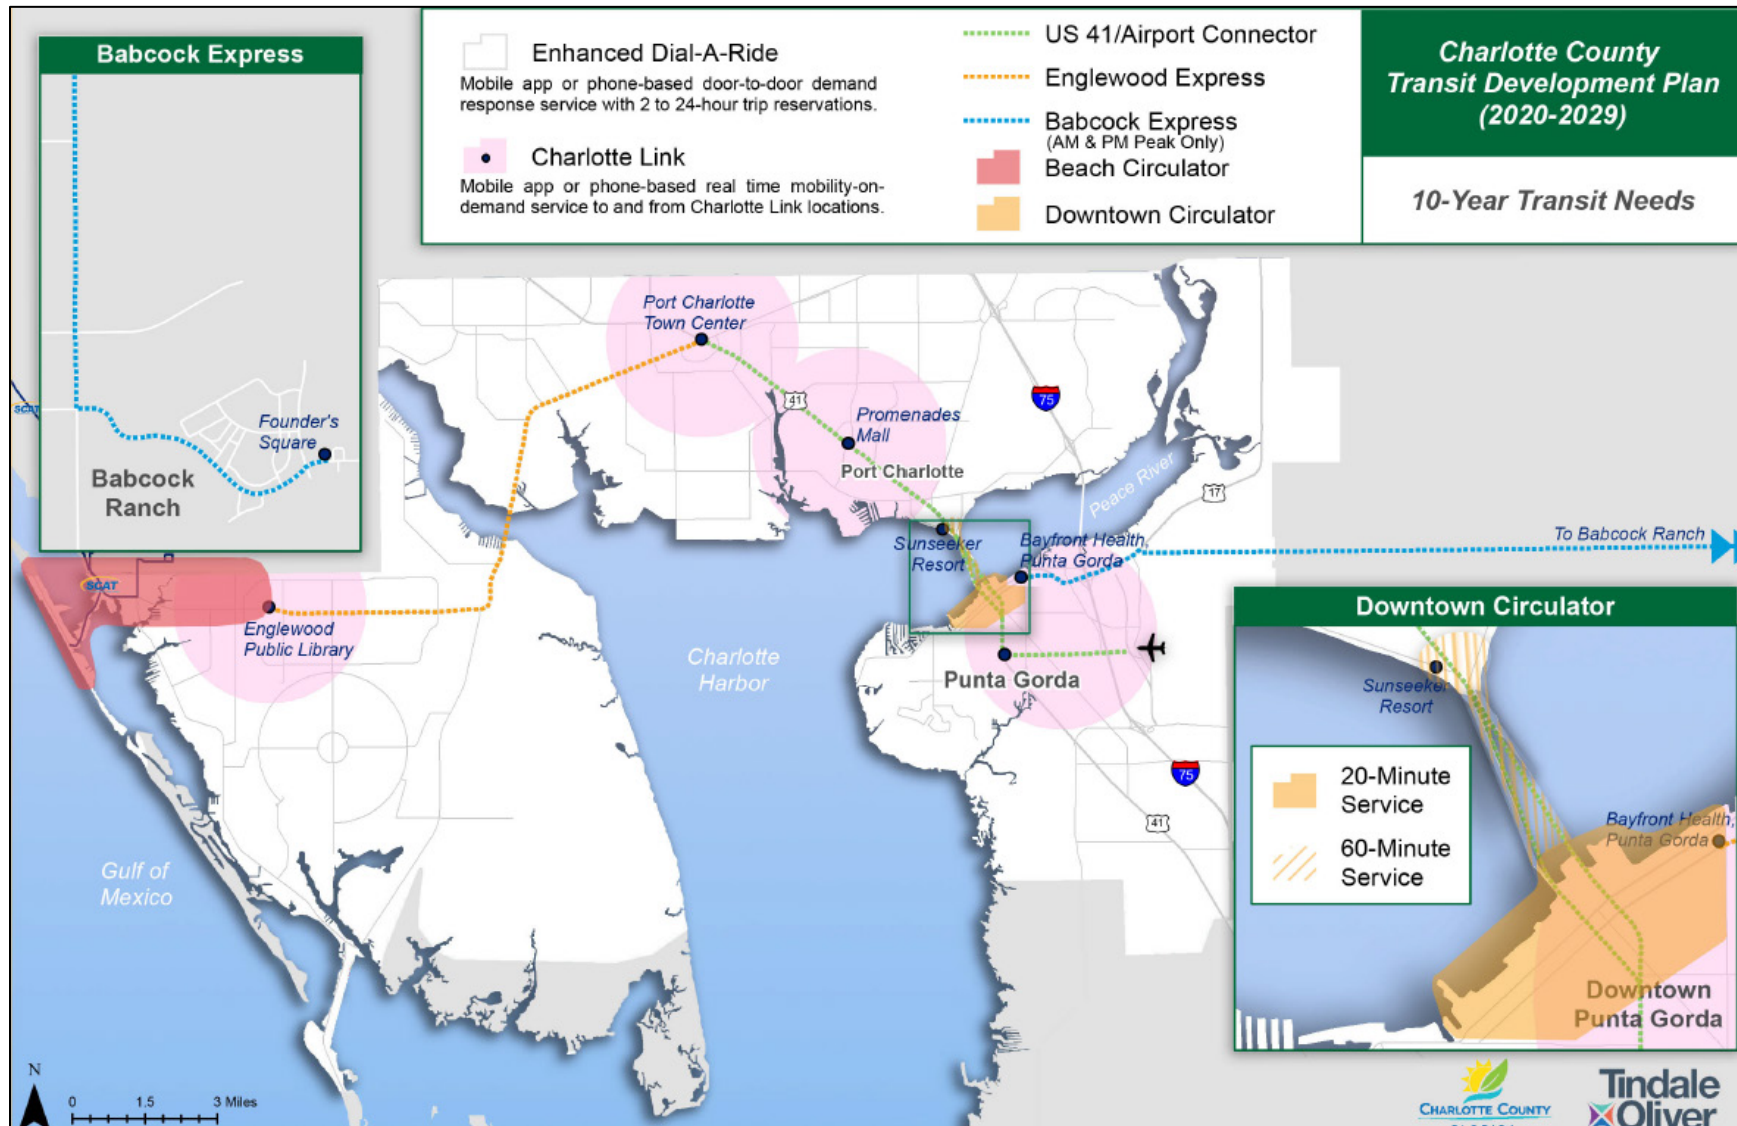 Babcock Express
Founder's
Square
Babcock
Ranch
Enhanced Dial-A-Ride
Mobile app or phone-based door-to-door demand
response service with 2 to 24-hour trip reservations.
Charlotte Link
Mobile app or phone-based real time mobility-on-
demand service to and from Charlotte Link locations.
US 41/Airport Connector
Englewood Express
Babcock Express
(AM & PM Peak Only)
Beach Circulator
Downtown Circulator
Charlotte County
Transit Development Plan
(2020-2029)
10-Year Transit Needs
SCAT
Port Charlotte
Town Center
41
75
Promenades
Mall
Port Charlotte
Peace River
17
Sunseeker
Resort
Bayfront Health,
Punta Gorda
To Babcock Ranch
SCAT
Englewood
Public Library
Charlotte
Harbor
Punta Gorda
75
41
Gulf of
Mexico
Downtown Circulator
Sunseeker
Resort
20-Minute
Service
60-Minute
Service
Bayfront Health,
Punta Gorda
Downtown
Punta Gorda
N
0 1.5 3 Miles
CHARLOTTE COUNTY
Tindale
Oliver